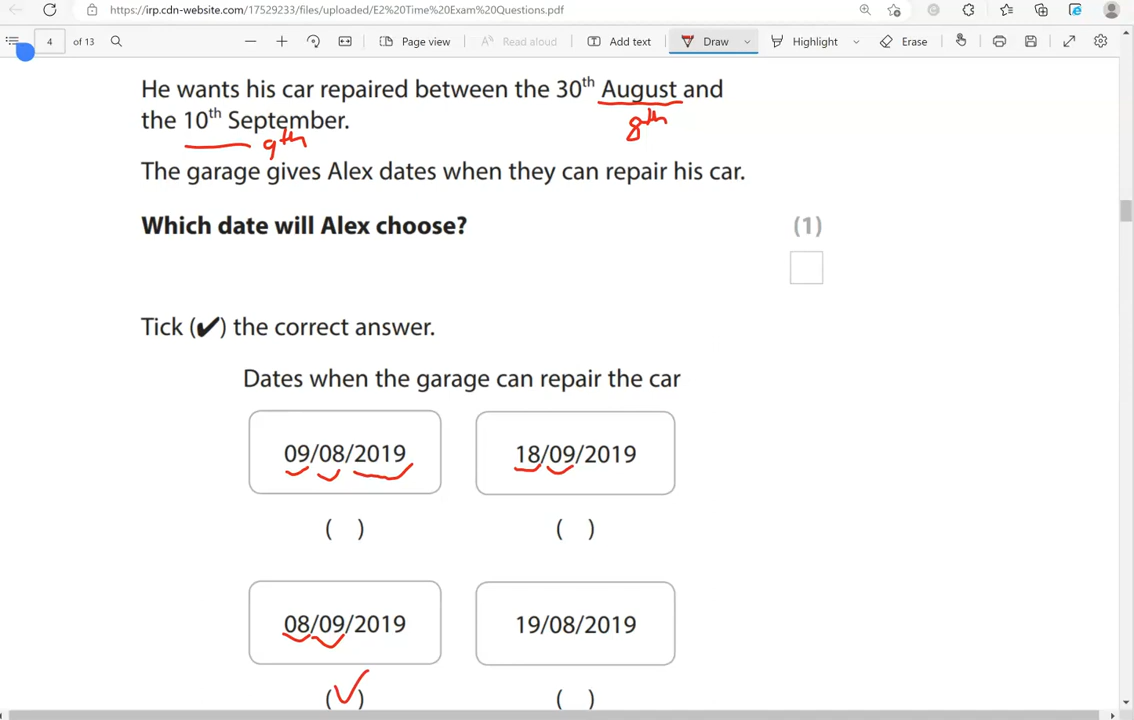 https://irp.cdn-website.com/17529233/files/uploaded/E2%20Time%20Exam%20Questions.pdf
4 of 13 Page view Read aloud Add text Draw Highlight Erase
He wants his car repaired between the 30th August and
8th
the 10th September.
9th
The garage gives Alex dates when they can repair his car.
Which date will Alex choose? (1)
Tick (✔) the correct answer.
Dates when the garage can repair the car
09/08/2019 18/09/2019
( ) ( )
08/09/2019 19/08/2019
(✓) ( )